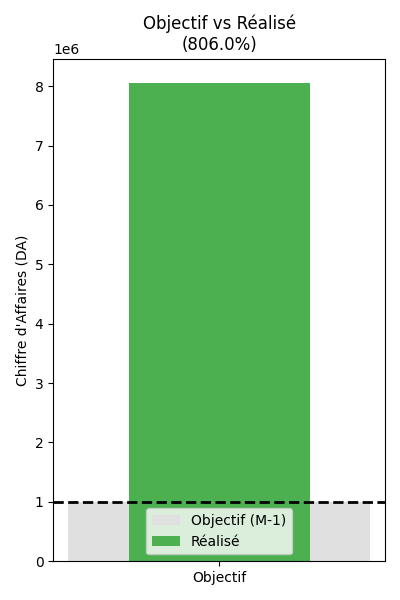 Objectif vs Réalisé
(806.0%)
1e6
8
7
6
5
4
3
2
1
0
Chiffre d'Affaires (DA)
Objectif (M-1)
Réalisé
Objectif